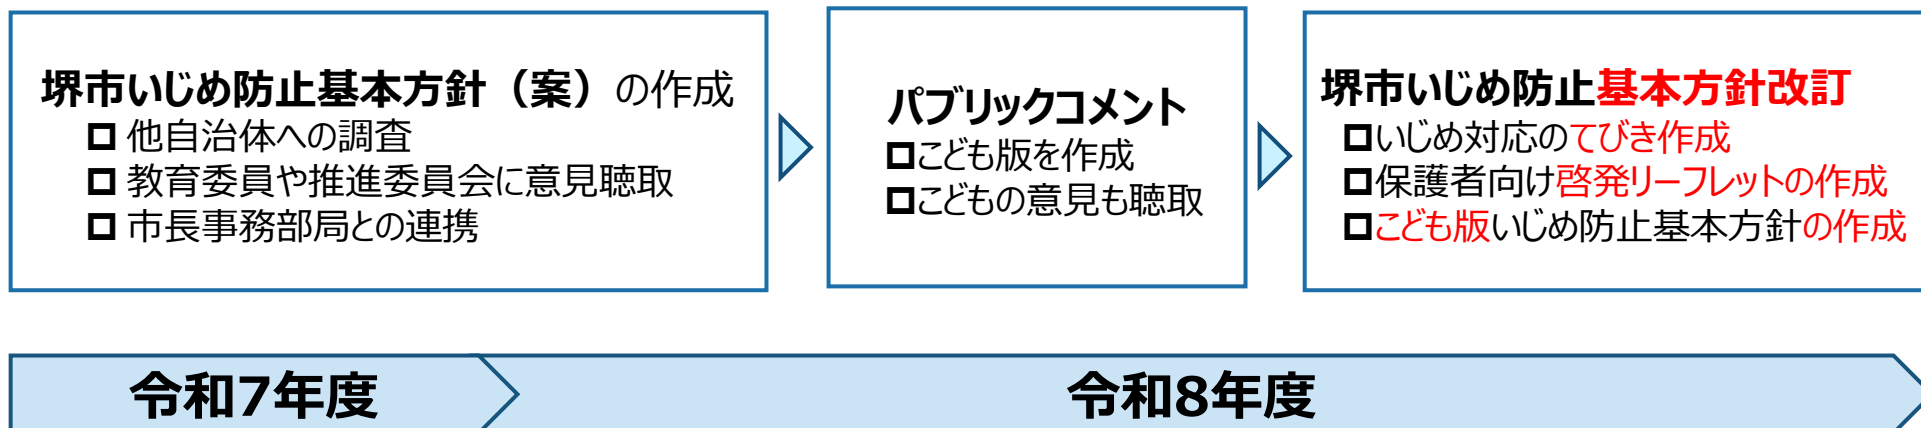 堺市いじめ防止基本方針（案）の作成
□ 他自治体への調査
□ 教育委員や推進委員会に意見聴取
□ 市長事務部局との連携
パブリックコメント
□こども版を作成
□こどもの意見も聴取
堺市いじめ防止基本方針改訂
□いじめ対応のてびき作成
□保護者向け啓発リーフレットの作成
□こども版いじめ防止基本方針の作成
令和7年度
令和8年度